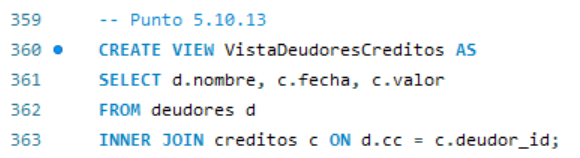 359 -- Punto 5.10.13
360 CREATE VIEW VistaDeudoresCreditos AS
361 SELECT d.nombre, c.fecha, c.valor
362 FROM deudores d
363 INNER JOIN creditos c ON d.cc = c.deudor_id;